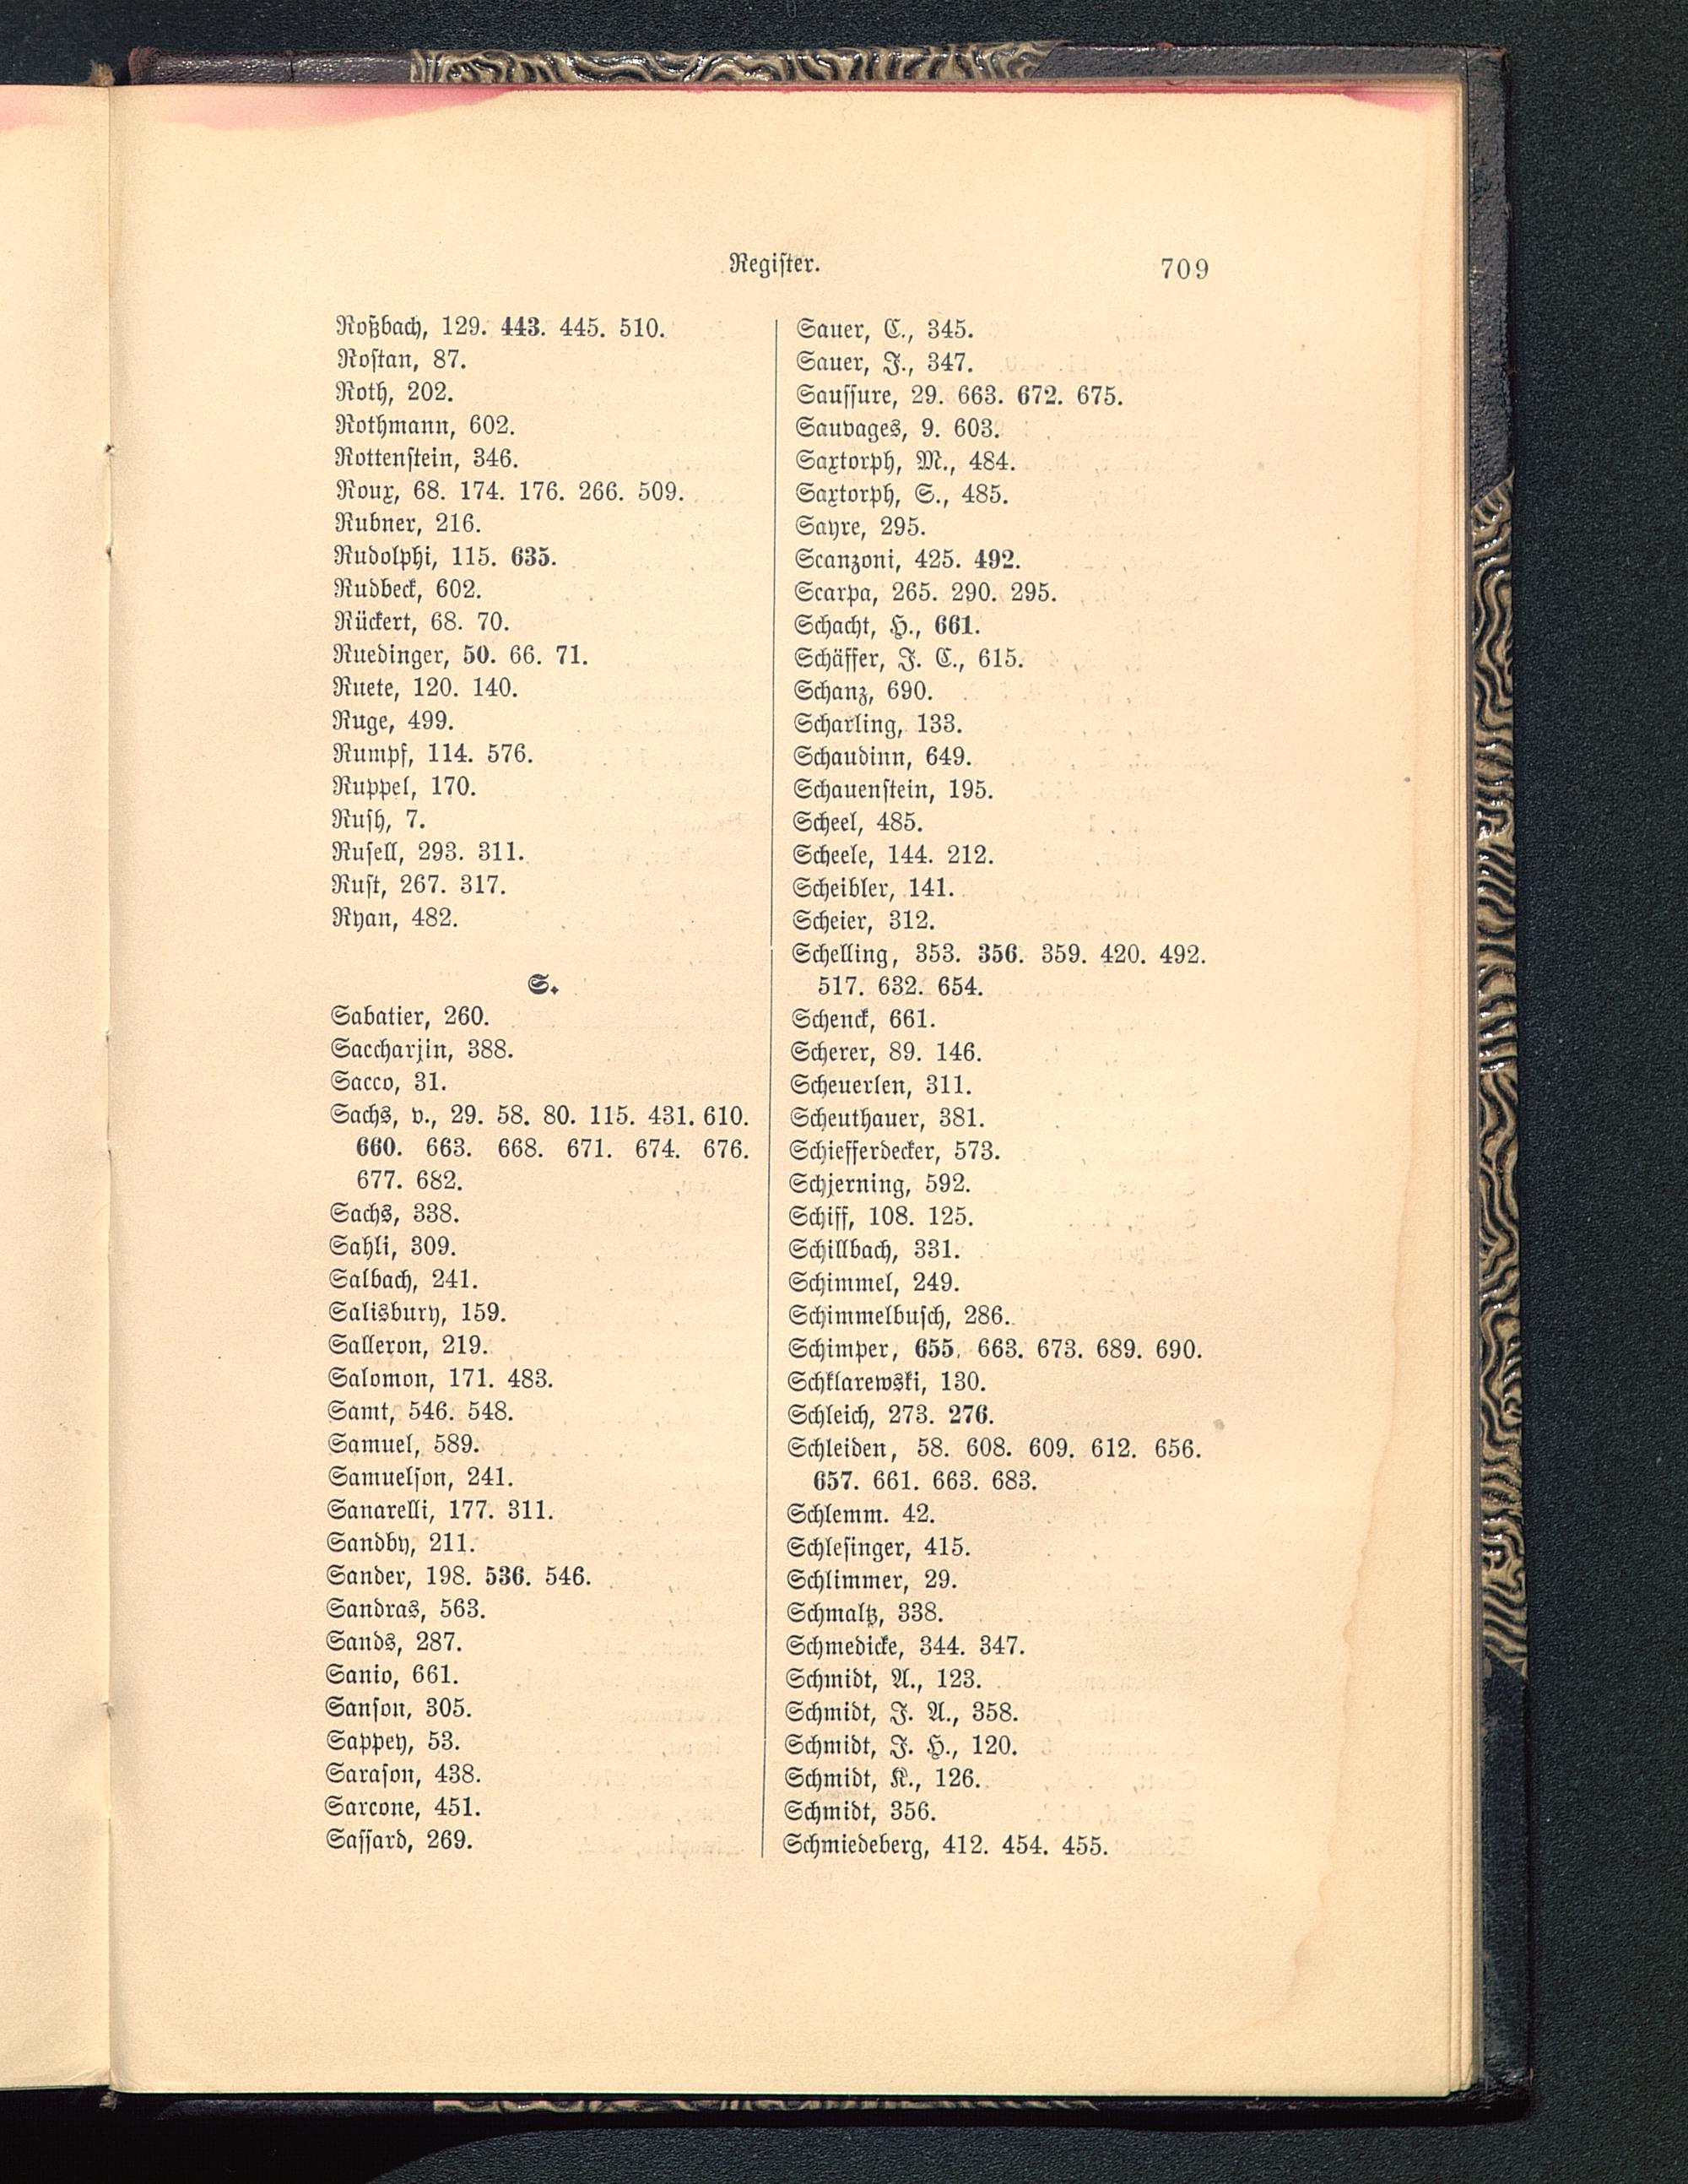 Register.
709
Roßbach, 129. 443. 445. 510.
Rostan, 87.
Roth, 202.
Rothmann, 602.
Rottenstein, 346.
Roux, 68. 174. 176. 266. 509.
Rubner, 216.
Rudolphi, 115. 635.
Rudbeck, 602.
Rückert, 68. 70.
Ruedinger, 50. 66. 71.
Ruete, 120. 140.
Ruge, 499.
Rumpf, 114. 576.
Ruppel, 170.
Rush, 7.
Rusell, 293. 311.
Rust, 267. 317.
Ryan, 482.
S.
Sabatier, 260.
Saccharjin, 388.
Sacco, 31.
Sachs, v., 29. 58. 80. 115. 431. 610.
660. 663. 668. 671. 674. 676.
677. 682.
Sachs, 338.
Sahli, 309.
Salbach, 241.
Salisbury, 159.
Salleron, 219.
Salomon, 171. 483.
Samt, 546. 548.
Samuel, 589.
Samuelson, 241.
Sanarelli, 177. 311.
Sandby, 211.
Sander, 198. 536. 546.
Sandras, 563.
Sands, 287.
Sanio, 661.
Sanson, 305.
Sappey, 53.
Sarason, 438.
Sarcone, 451.
Sassard, 269.
Sauer, C., 345.
Sauer, J., 347.
Saussure, 29. 663. 672. 675.
Sauvages, 9. 603.
Saxtorph, M., 484.
Saxtorph, S., 485.
Sayre, 295.
Scanzoni, 425. 492.
Scarpa, 265. 290. 295.
Schacht, H., 661.
Schäffer, J. C., 615.
Schanz, 690.
Scharling, 133.
Schaudinn, 649.
Schauenstein, 195.
Scheel, 485.
Scheele, 144. 212.
Scheibler, 141.
Scheier, 312.
Schelling, 353. 356. 359. 420. 492.
517. 632. 654.
Schenck, 661.
Scherer, 89. 146.
Scheuerlen, 311.
Scheuthauer, 381.
Schiefferdecker, 573.
Schjerning, 592.
Schiff, 108. 125.
Schillbach, 331.
Schimmel, 249.
Schimmelbusch, 286.
Schimper, 655. 663. 673. 689. 690.
Schklarewski, 130.
Schleich, 273. 276.
Schleiden, 58. 608. 609. 612. 656.
657. 661. 663. 683.
Schlemm. 42.
Schlesinger, 415.
Schlimmer, 29.
Schmaltz, 338.
Schmedicke, 344. 347.
Schmidt, A., 123.
Schmidt, J. A., 358.
Schmidt, J. H., 120.
Schmidt, K., 126.
Schmidt, 356.
Schmiedeberg, 412. 454. 455.